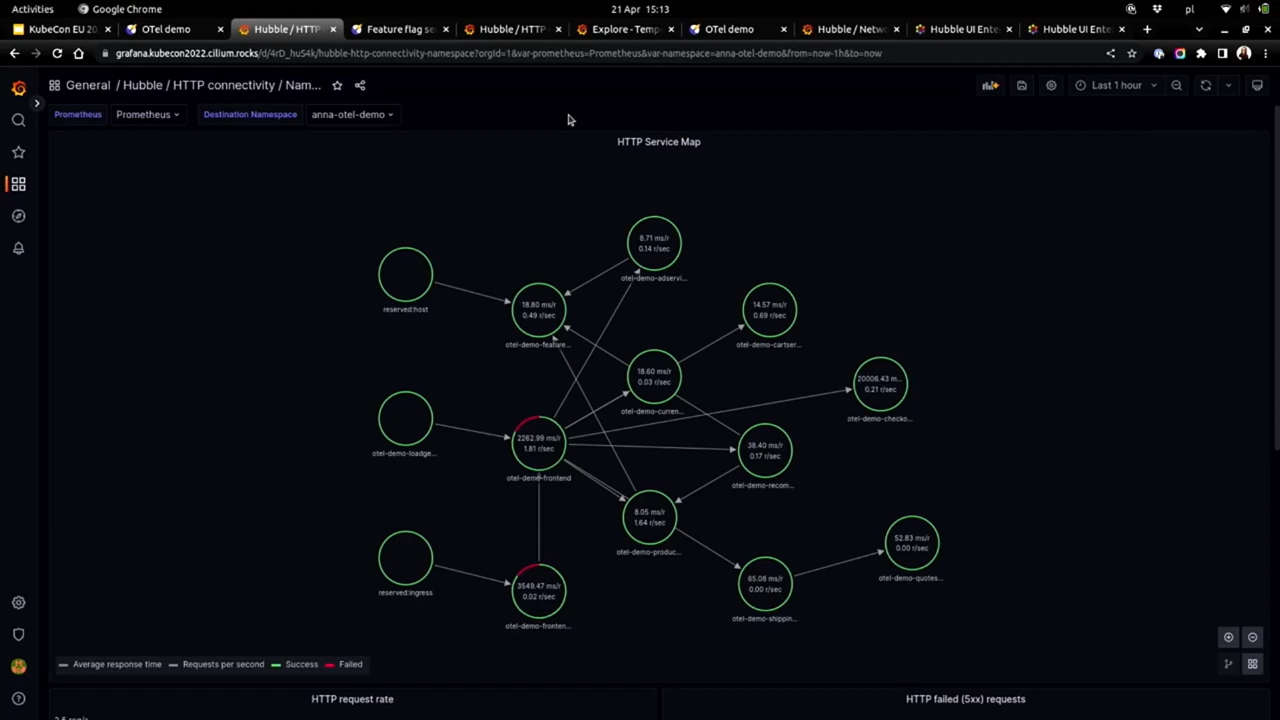 Activities
Google Chrome
21 Apr 15:13
pl
KubeCon EU 20
OTel demo
Hubble / HTTP
Feature flag se
Hubble / HTTP
Explore - Temp
OTel demo
Hubble / Netw
Hubble UI Ente
Hubble UI Ente
grafana.kubecon2022.cilium.rocks/d/4rD_huS4k/hubble-http-connectivity-namespace?orgId=1&var-prometheus=Prometheus&var-namespace=anna-otel-demo&from=now-1h&to=now
General / Hubble / HTTP connectivity / Nam...
Last 1 hour
Prometheus
Prometheus
Destination Namespace
anna-otel-demo
HTTP Service Map
8.71 ms/r
0.14 r/sec
otel-demo-adservi...
reserved:host
18.80 ms/r
0.49 r/sec
otel-demo-feature...
14.57 ms/r
0.69 r/sec
otel-demo-cartser...
18.60 ms/r
0.03 r/sec
otel-demo-curren...
20006.43 m...
0.21 r/sec
otel-demo-checko...
otel-demo-loadge...
2262.99 ms/r
1.81 r/sec
otel-demo-frontend
38.40 ms/r
0.17 r/sec
otel-demo-recom...
8.05 ms/r
1.64 r/sec
otel-demo-produc...
52.83 ms/r
0.00 r/sec
otel-demo-quotes...
reserved:ingress
3549.47 ms/r
0.02 r/sec
otel-demo-fronten...
65.08 ms/r
0.00 r/sec
otel-demo-shippin...
Average response time
Requests per second
Success
Failed
HTTP request rate
HTTP failed (5xx) requests